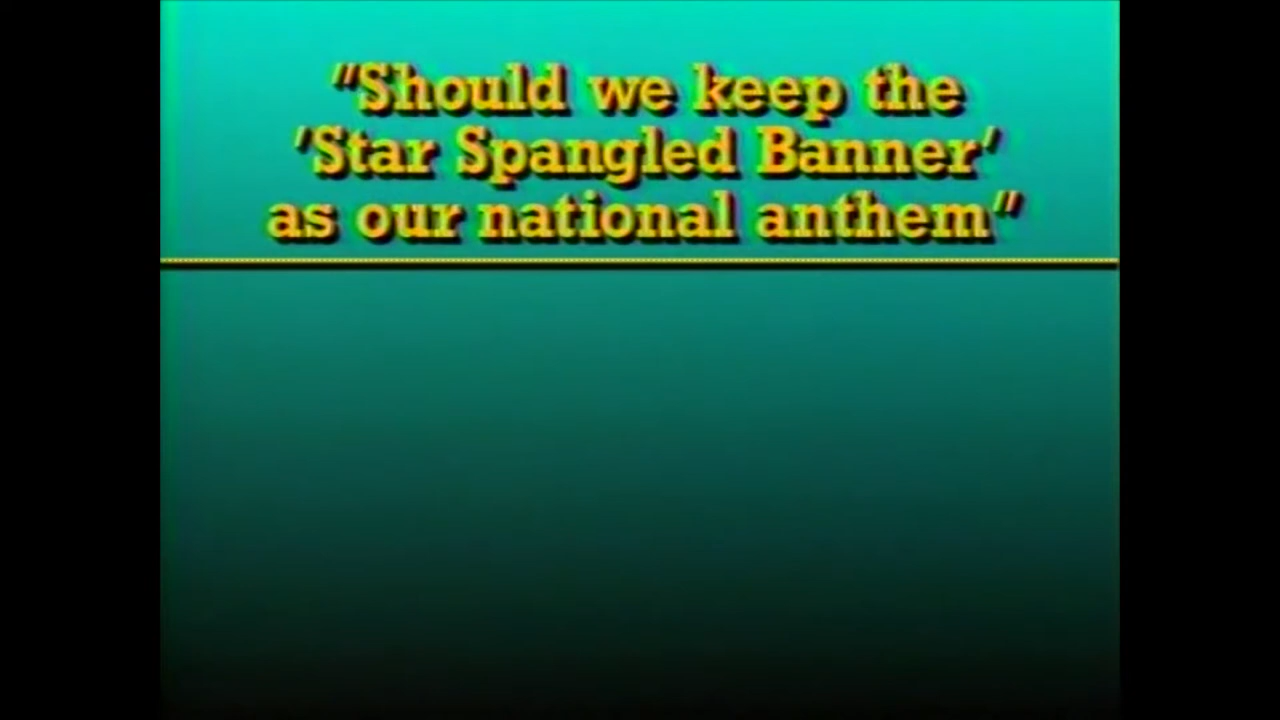 "Should we keep the
'Star Spangled Banner'
as our national anthem"